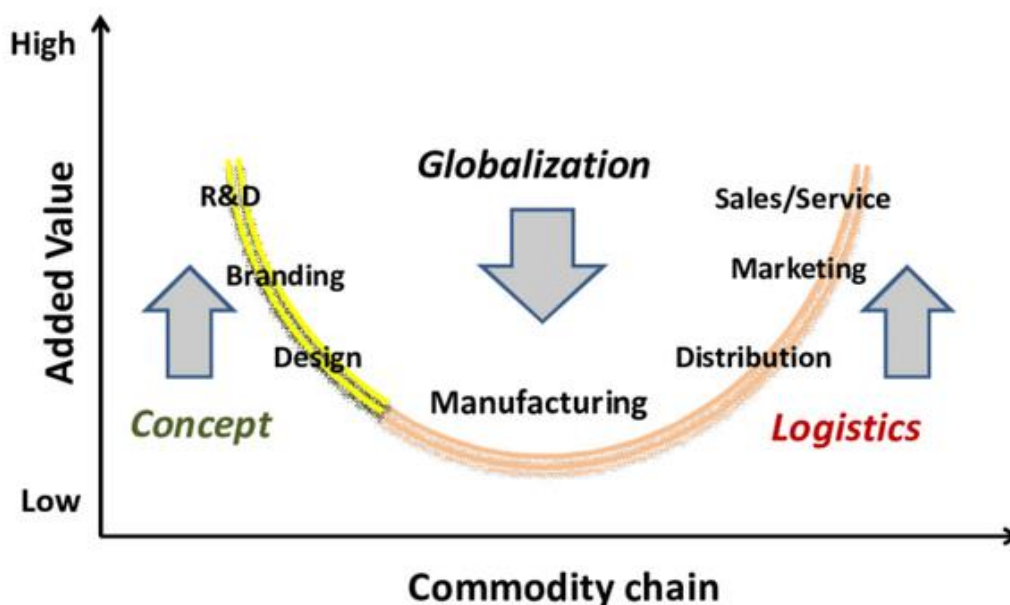 High
Globalization
R&D
Sales/Service
Branding
Marketing
Added Value
Design
Distribution
Manufacturing
Concept
Logistics
Low
Commodity chain